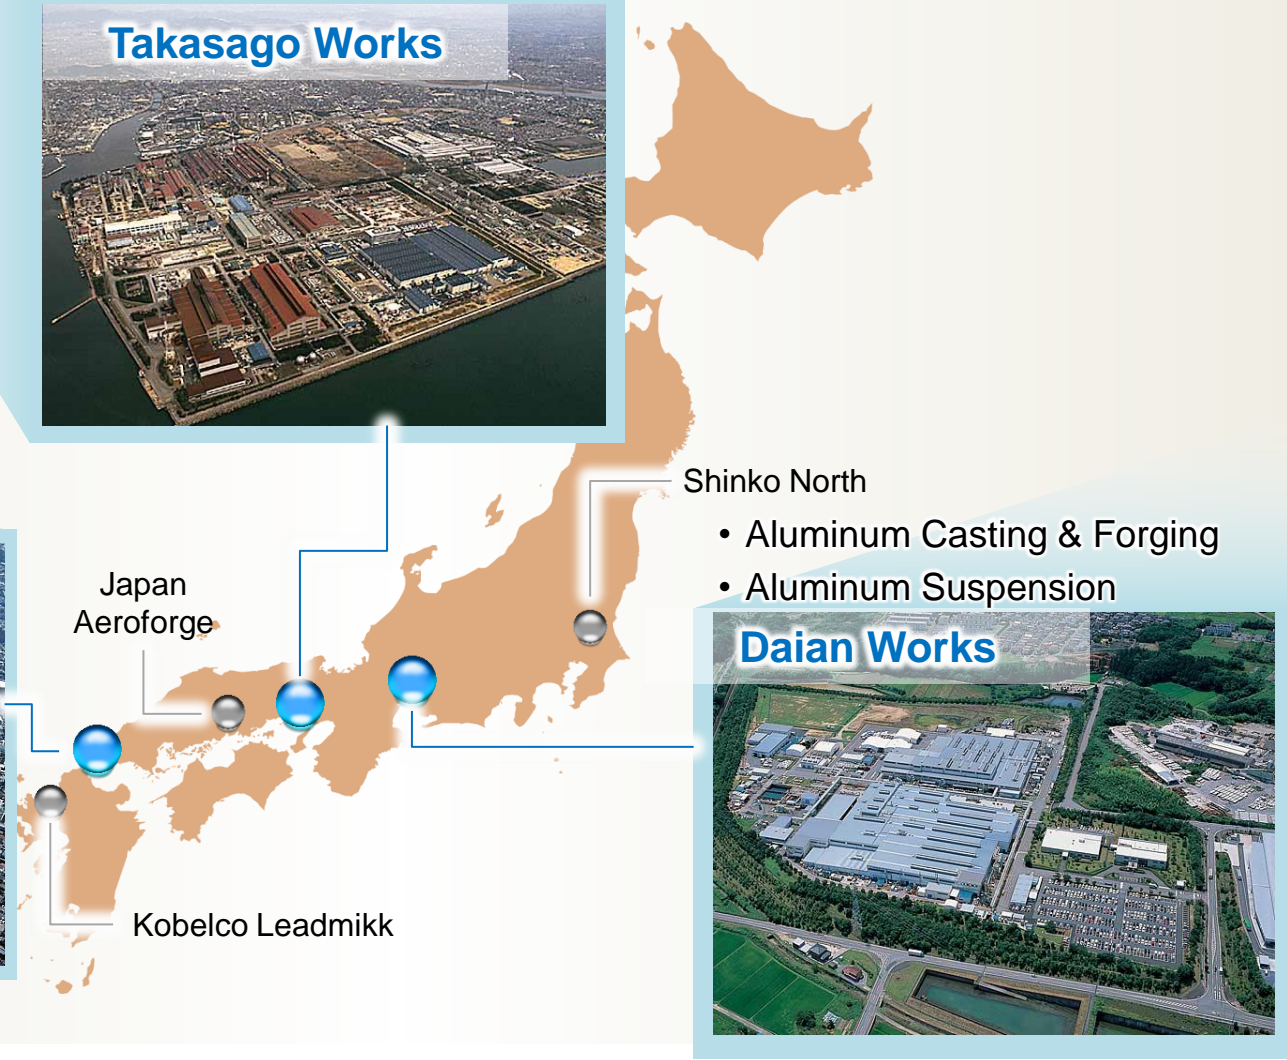 Takasago Works
Shinko North
• Aluminum Casting & Forging
• Aluminum Suspension
Japan
Aeroforge
Daian Works
Kobelco Leadmikk